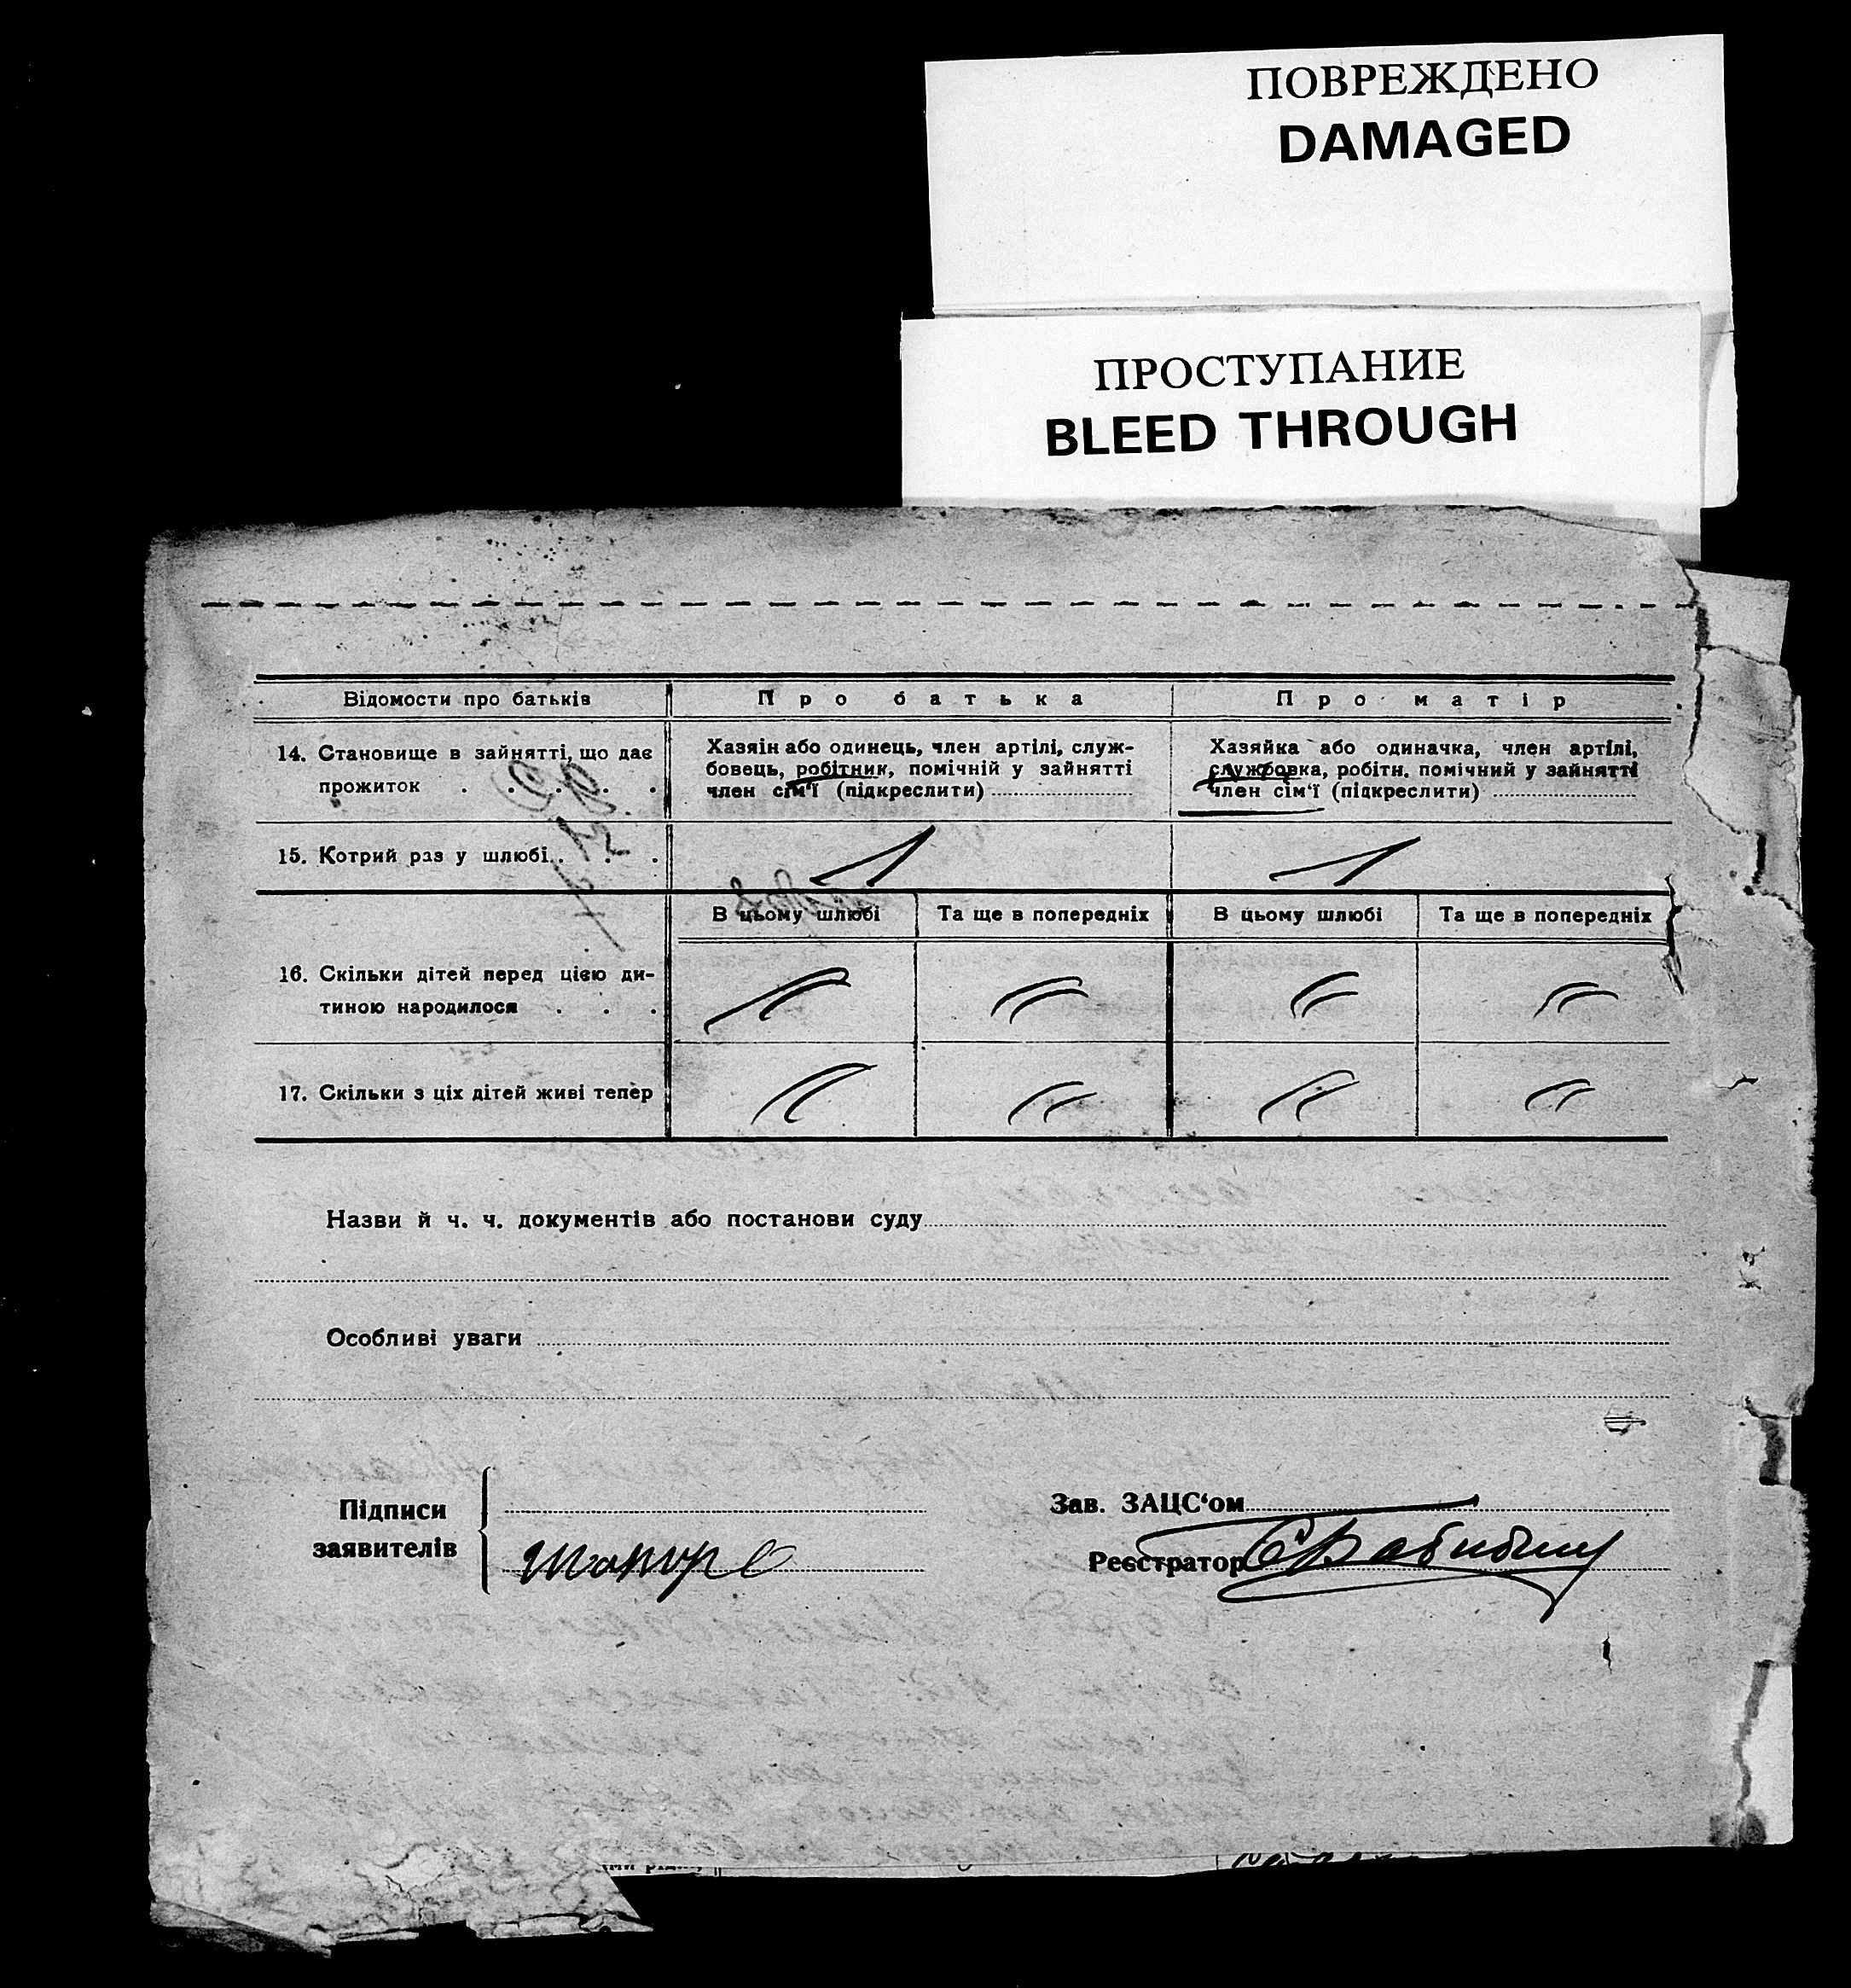 ПОВРЕЖДЕНО
DAMAGED
ПРОСТУПАНИЕ
BLEED THROUGH
Відомости про батьків
Про батька
Про матір
14. Становище в зайнятті, що дає
прожиток . . . . .
Хазяін або одинець, член артілі, служ-
бовець, робітник, помічній у зайнятті
член сім'ї (підкреслити)
Хазяйка або одиначка, член артілі,
службовка, робітн. помічний у зайнятті
член сім'ї (підкреслити)
15. Котрий раз у шлюбі . . .
1
1
В цьому шлюбі
Та ще в попередніх
В цьому шлюбі
Та ще в попередніх
16. Скільки дітей перед цією ди-
тиною народилося . . .
17. Скільки з ціх дітей живі тепер
Назви й ч. ч. документів або постанови суду
Особливі уваги
Підписи
заявителів
Зав. ЗАЦС'ом
Реєстратор